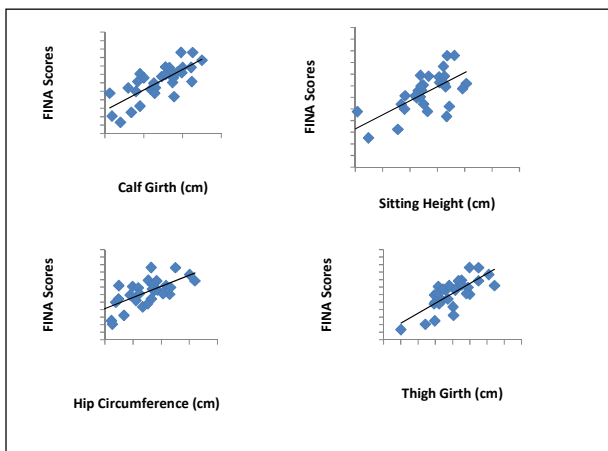 FINA Scores
Calf Girth (cm)
FINA Scores
Sitting Height (cm)
FINA Scores
Hip Circumference (cm)
FINA Scores
Thigh Girth (cm)